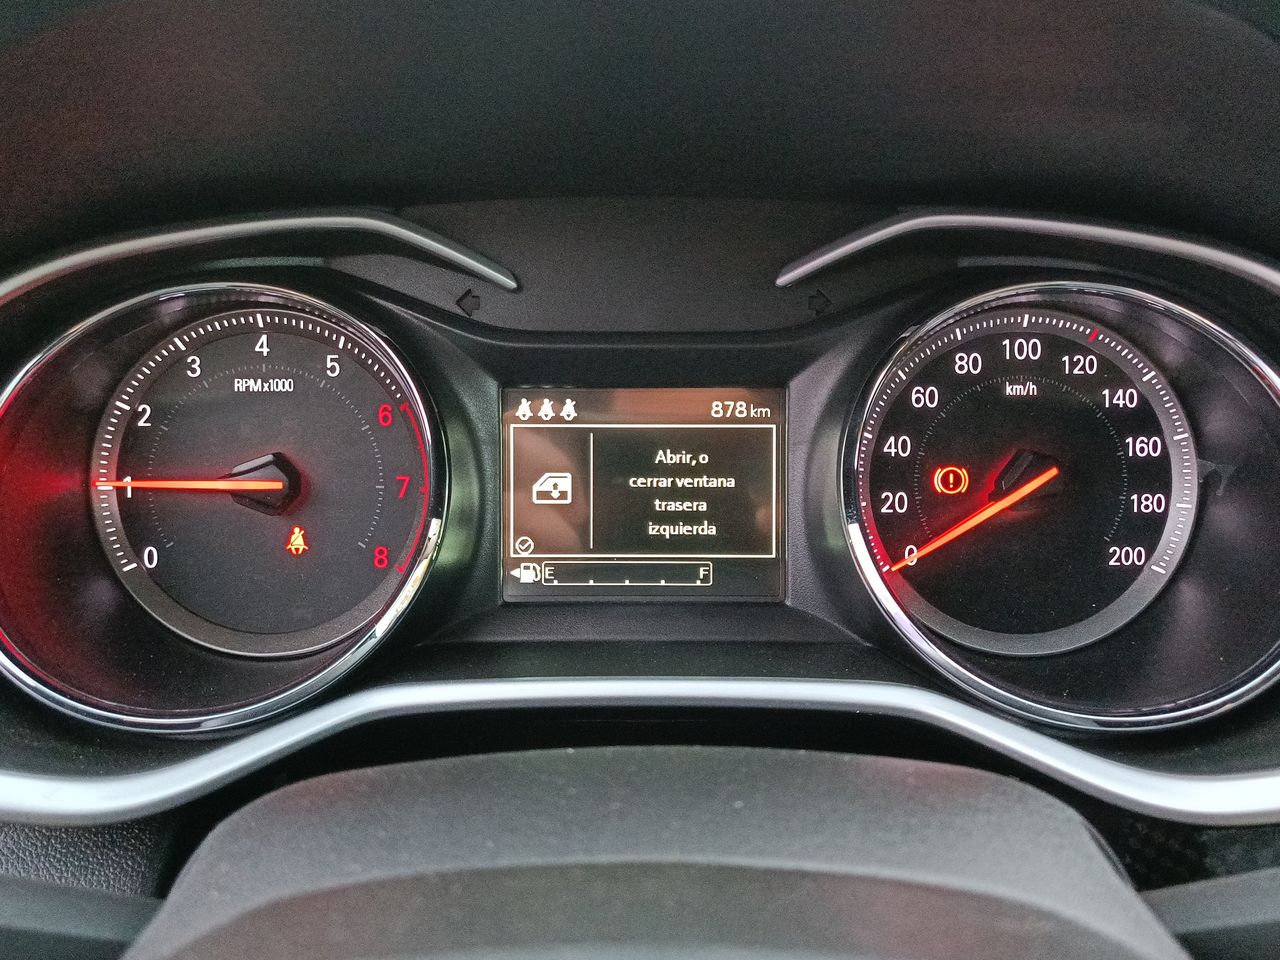 878 km
Abrir, o
cerrar ventana
trasera
izquierda
E F
0
1
2
3
4
5
6
7
8
RPM x1000
0
20
40
60
80
100
120
140
160
180
200
km/h
!